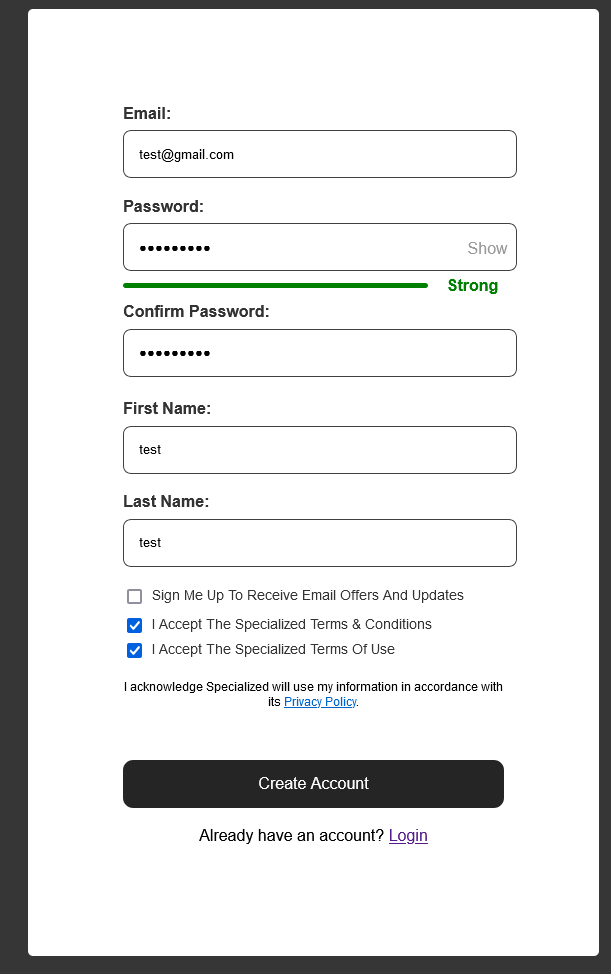 Email:
test@gmail.com
Password:
•••••••••
Show
Strong
Confirm Password:
•••••••••
First Name:
test
Last Name:
test
Sign Me Up To Receive Email Offers And Updates
I Accept The Specialized Terms & Conditions
I Accept The Specialized Terms Of Use
I acknowledge Specialized will use my information in accordance with
its Privacy Policy.
Create Account
Already have an account? Login